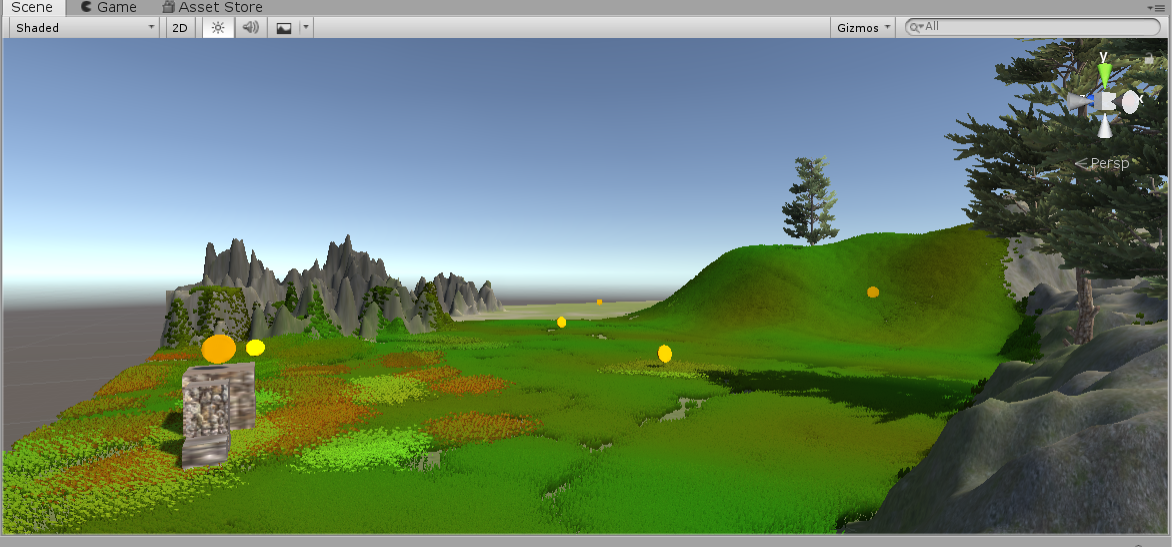 Scene Game Asset Store
Shaded 2D Gizmos All
y
x
Persp